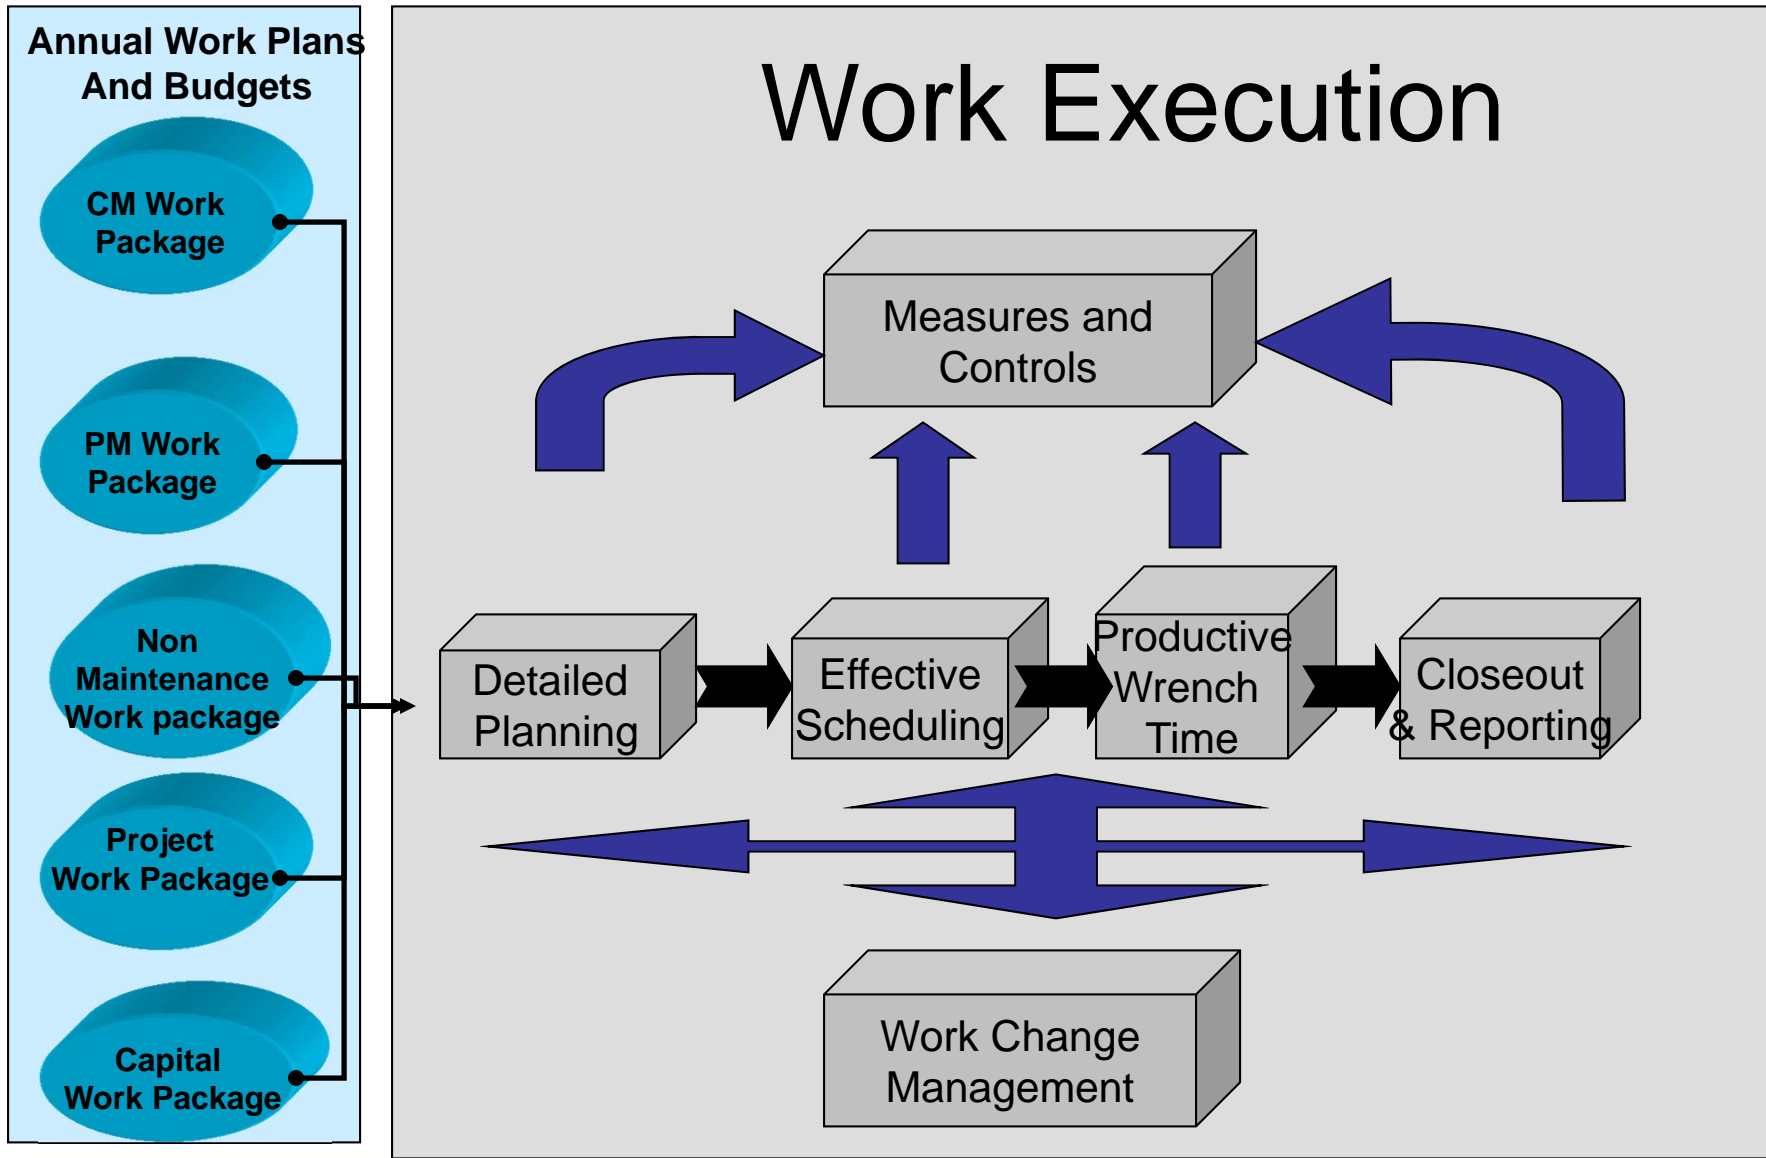 Annual Work Plans
And Budgets
CM Work
Package
PM Work
Package
Non
Maintenance
Work package
Project
Work Package
Capital
Work Package
Work Execution
Measures and
Controls
Detailed
Planning
Effective
Scheduling
Productive
Wrench
Time
Closeout
& Reporting
Work Change
Management